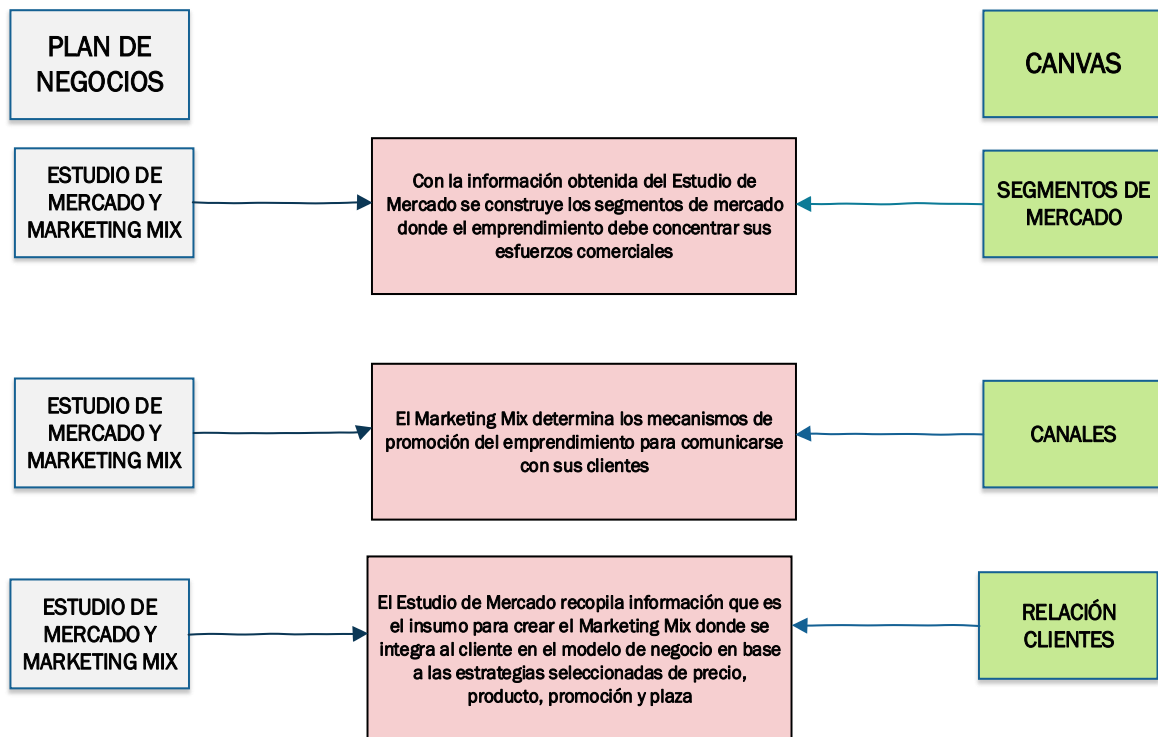 PLAN DE
NEGOCIOS
CANVAS
ESTUDIO DE
MERCADO Y
MARKETING MIX
Con la información obtenida del Estudio de
Mercado se construye los segmentos de mercado
donde el emprendimiento debe concentrar sus
esfuerzos comerciales
SEGMENTOS DE
MERCADO
ESTUDIO DE
MERCADO Y
MARKETING MIX
El Marketing Mix determina los mecanismos de
promoción del emprendimiento para comunicarse
con sus clientes
CANALES
ESTUDIO DE
MERCADO Y
MARKETING MIX
El Estudio de Mercado recopila información que es
el insumo para crear el Marketing Mix donde se
integra al cliente en el modelo de negocio en base
a las estrategias seleccionadas de precio,
producto, promoción y plaza
RELACIÓN
CLIENTES